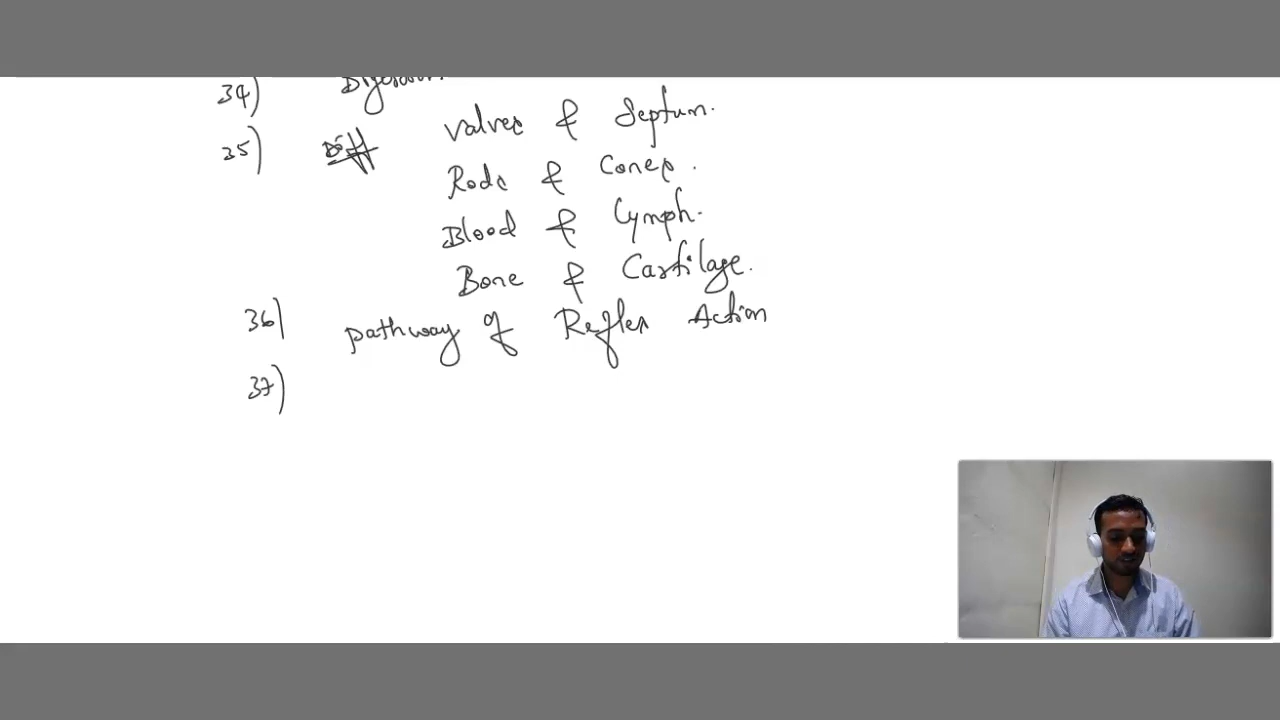 34)
35) Diff Valves & Septum.
Rods & Cones.
Blood & Lymph.
Bone & Cartilage.
36) pathway of Reflex Action
37)